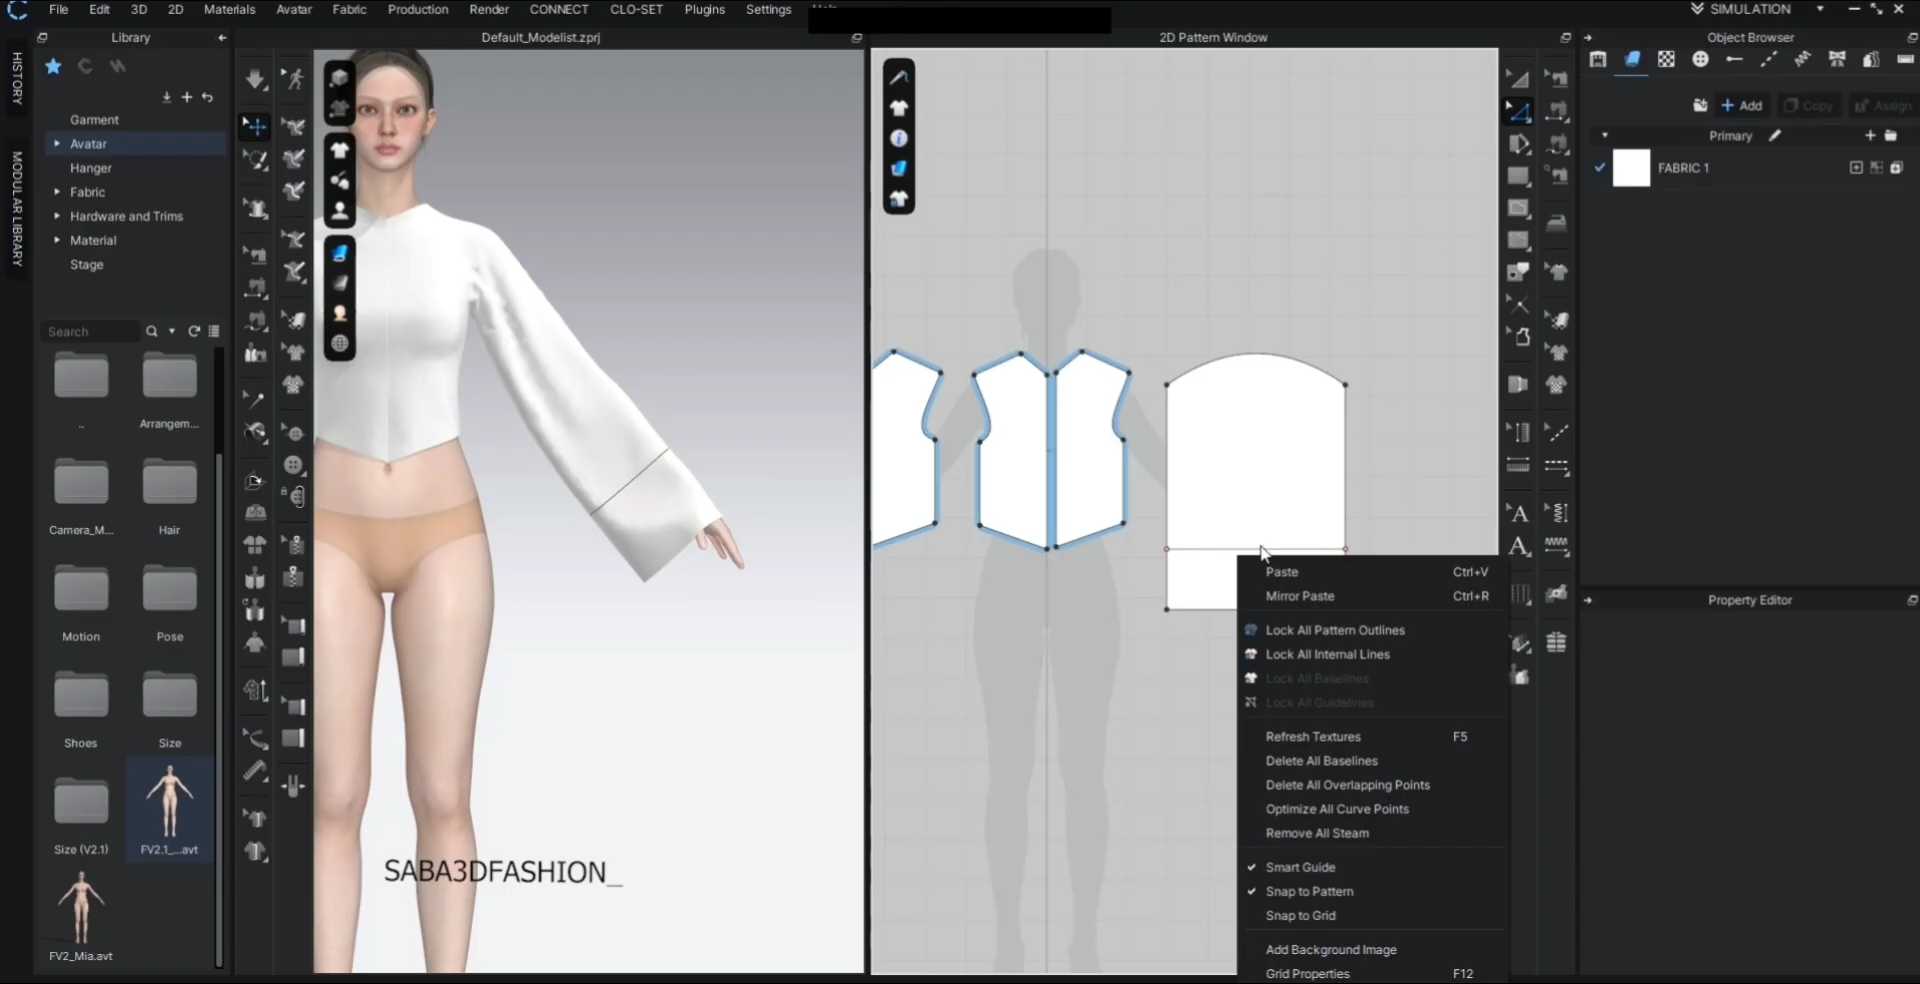 File Edit 3D 2D Materials Avatar Fabric Production Render CONNECT CLO-SET Plugins Settings
SIMULATION
Library
Default_Modelist.zprj
2D Pattern Window
Object Browser
HISTORY
MODULAR LIBRARY
Garment
Avatar
Hanger
Fabric
Hardware and Trims
Material
Stage
Search
..
Arrangem...
Camera_M...
Hair
Motion
Pose
Shoes
Size
Size (V2.1)
FV2.1_...avt
FV2_Mia.avt
SABA3DFASHION_
Paste Ctrl+V
Mirror Paste Ctrl+R
Lock All Pattern Outlines
Lock All Internal Lines
Lock All Baselines
Lock All Guidelines
Refresh Textures F5
Delete All Baselines
Delete All Overlapping Points
Optimize All Curve Points
Remove All Steam
Smart Guide
Snap to Pattern
Snap to Grid
Add Background Image
Grid Properties F12
Add Copy Assign
Primary
FABRIC 1
Property Editor